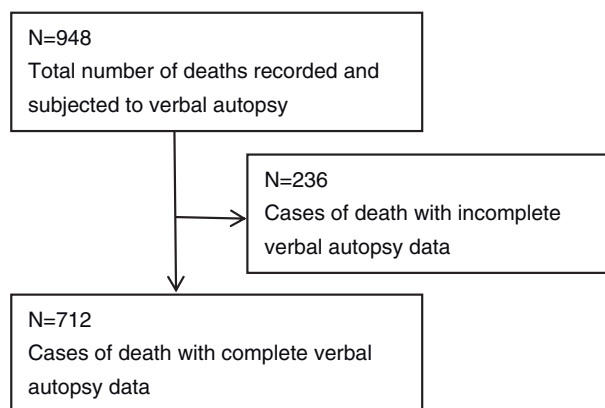 N=948
Total number of deaths recorded and
subjected to verbal autopsy
N=236
Cases of death with incomplete
verbal autopsy data
N=712
Cases of death with complete verbal
autopsy data